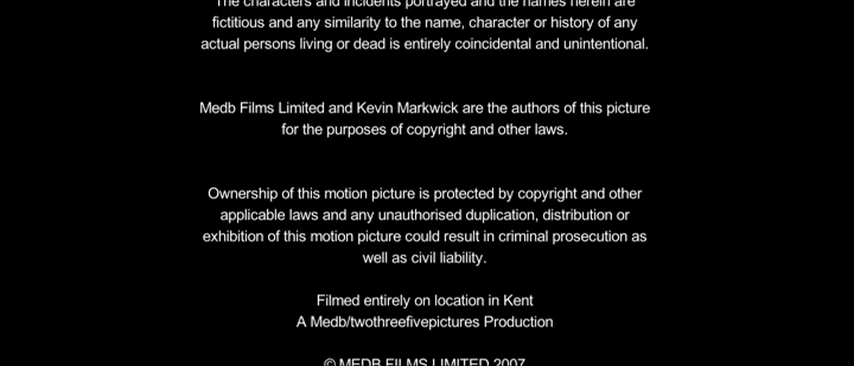 The characters and incidents portrayed and the names herein are
fictitious and any similarity to the name, character or history of any
actual persons living or dead is entirely coincidental and unintentional.
Medb Films Limited and Kevin Markwick are the authors of this picture
for the purposes of copyright and other laws.
Ownership of this motion picture is protected by copyright and other
applicable laws and any unauthorised duplication, distribution or
exhibition of this motion picture could result in criminal prosecution as
well as civil liability.
Filmed entirely on location in Kent
A Medb/twothreefivepictures Production
© MEDB FILMS LIMITED 2007